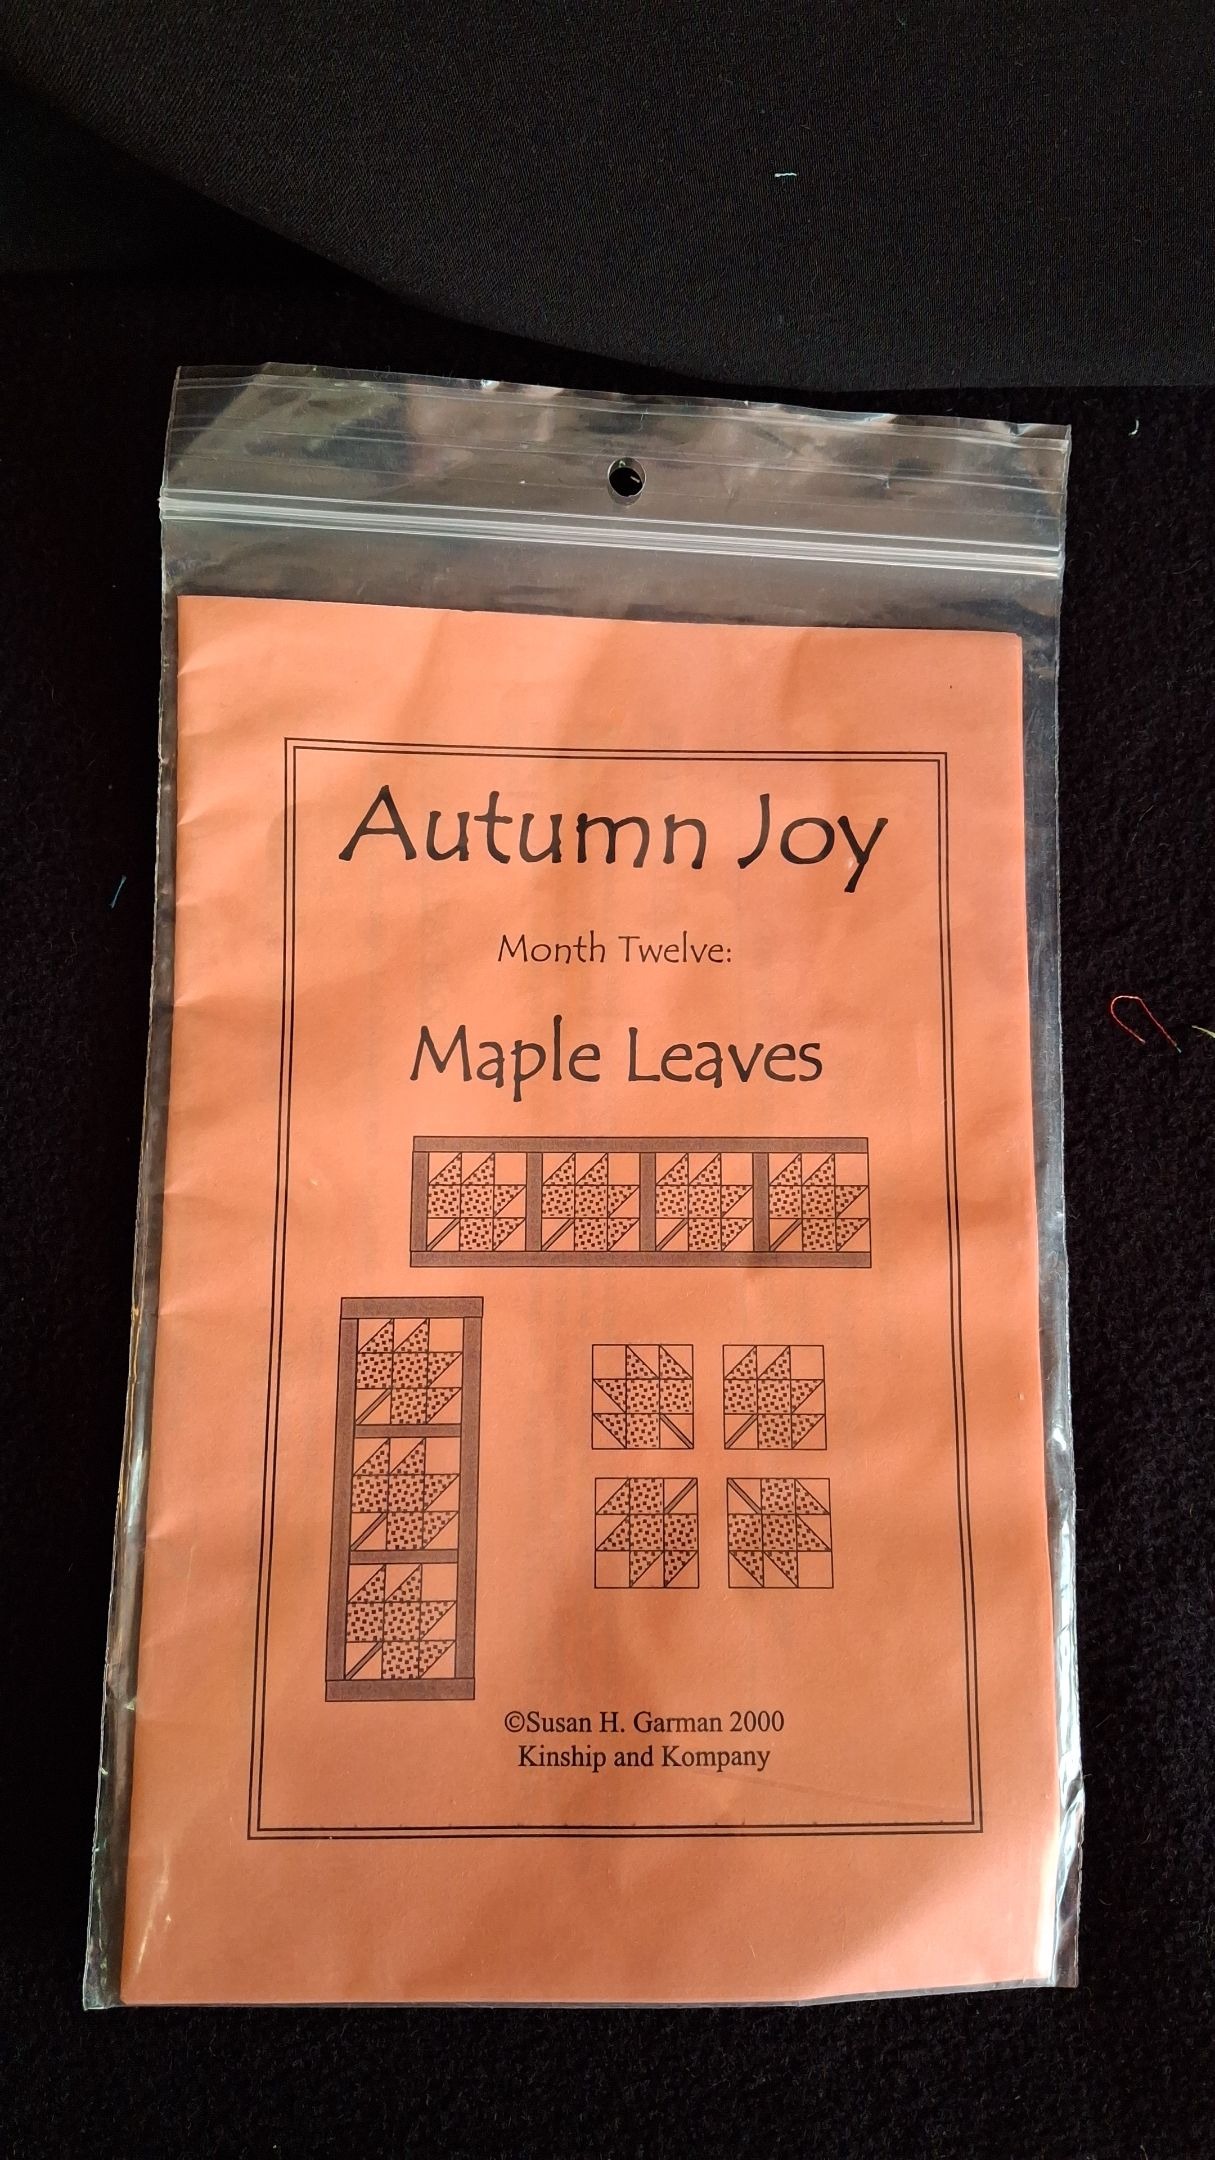 Autumn Joy
Month Twelve:
Maple Leaves
©Susan H. Garman 2000
Kinship and Kompany